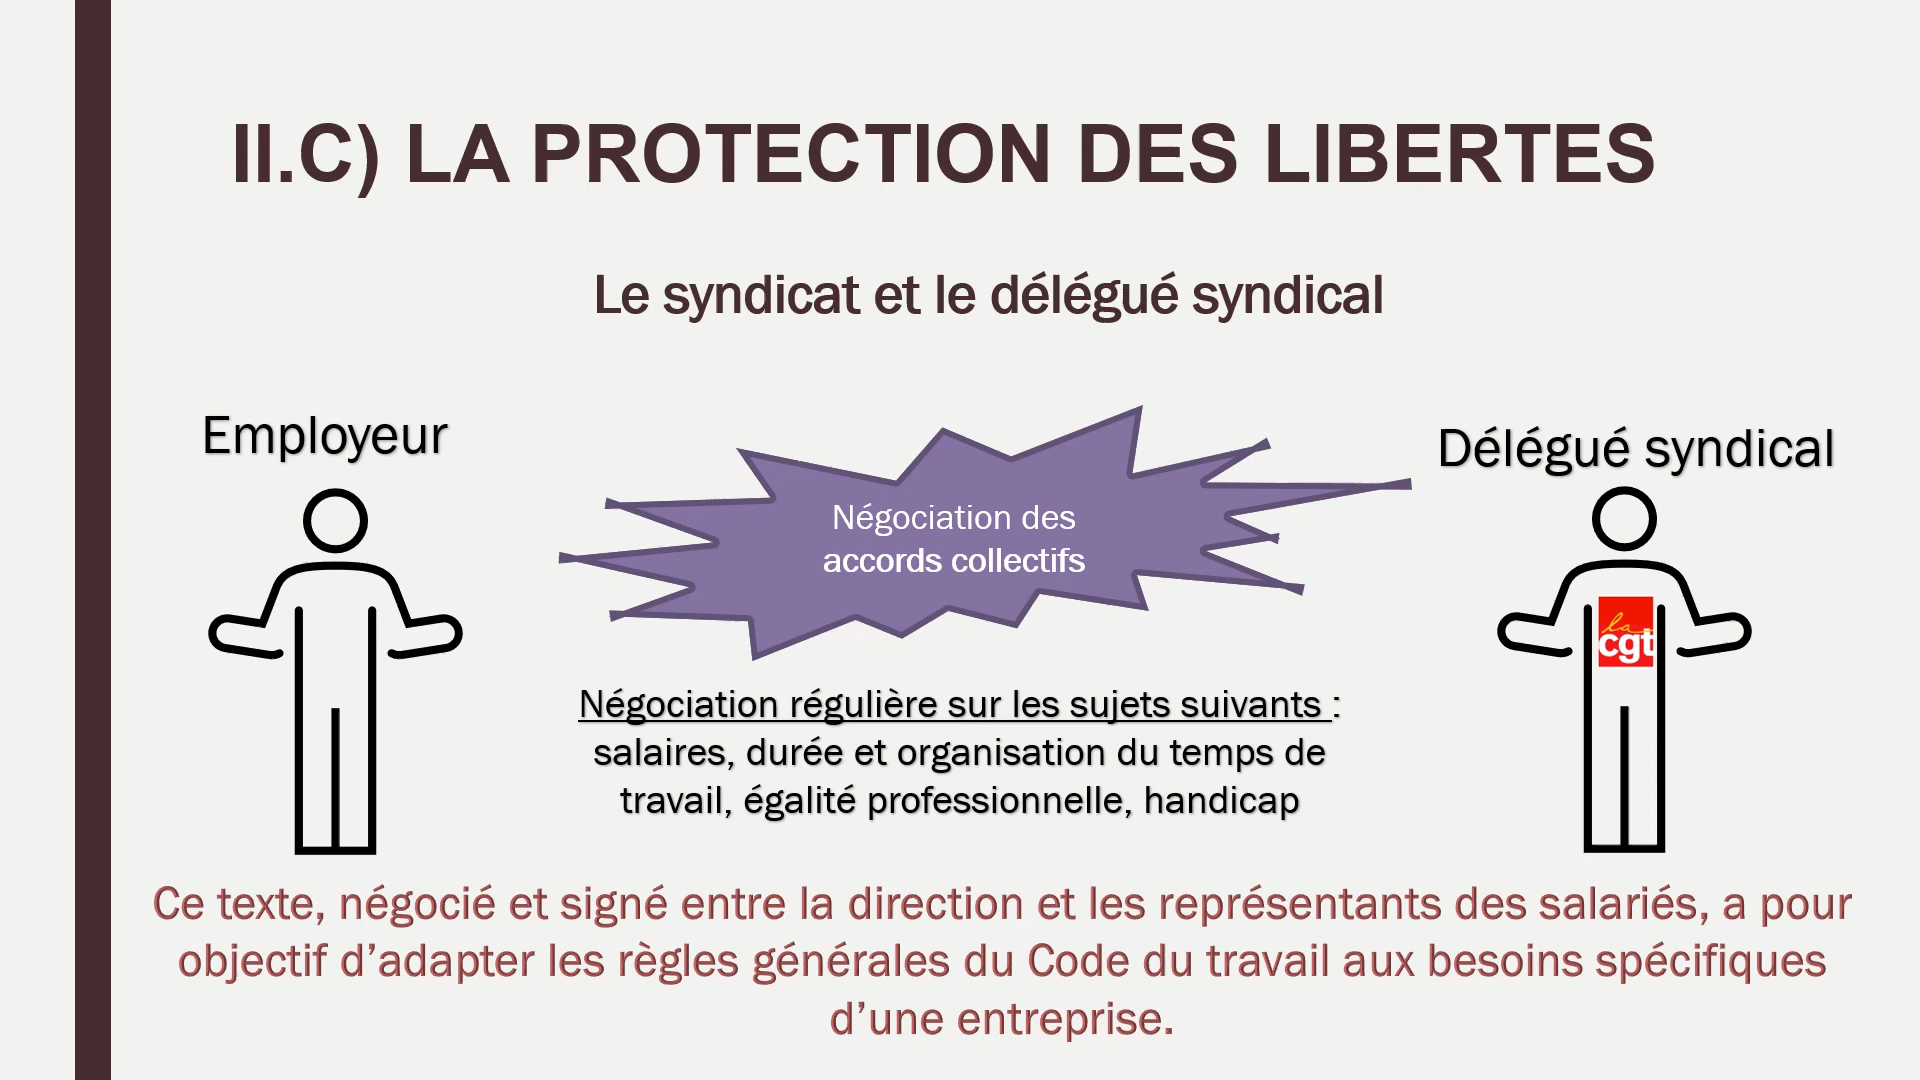 II.C) LA PROTECTION DES LIBERTES
Le syndicat et le délégué syndical
Employeur
Délégué syndical
Négociation des
accords collectifs
la
cgt
Négociation régulière sur les sujets suivants :
salaires, durée et organisation du temps de
travail, égalité professionnelle, handicap
Ce texte, négocié et signé entre la direction et les représentants des salariés, a pour
objectif d’adapter les règles générales du Code du travail aux besoins spécifiques
d’une entreprise.